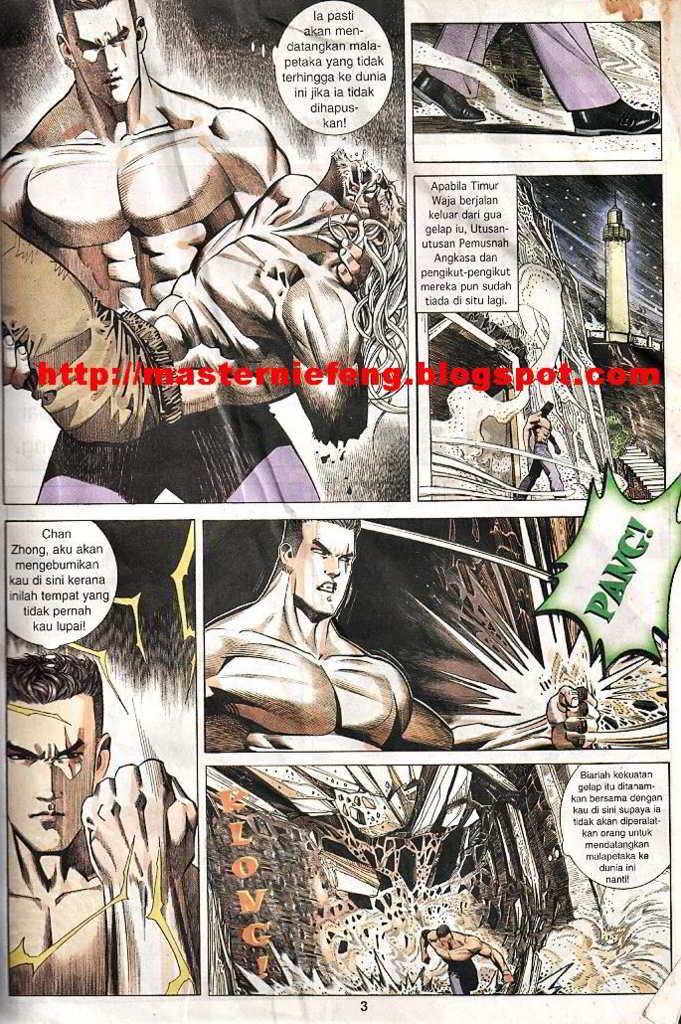 Ia pasti
akan men-
datangkan mala-
petaka yang tidak
terhingga ke dunia
ini jika ia tidak
dihapus-
kan!
Apabila Timur
Waja berjalan
keluar dari gua
gelap iu, Utusan-
utusan Pemusnah
Angkasa dan
pengikut-pengikut
mereka pun sudah
tiada di situ lagi.
http://masterniefeng.blogspot.com
Chan
Zhong, aku akan
mengebumikan
kau di sini kerana
inilah tempat yang
tidak pernah
kau lupai!
PANG!
KLONG!
Biarlah kekuatan
gelap itu ditanam-
kan bersama dengan
kau di sini supaya ia
tidak akan diperalat-
kan orang untuk
mendatangkan
malapetaka ke
dunia ini
nanti!
3